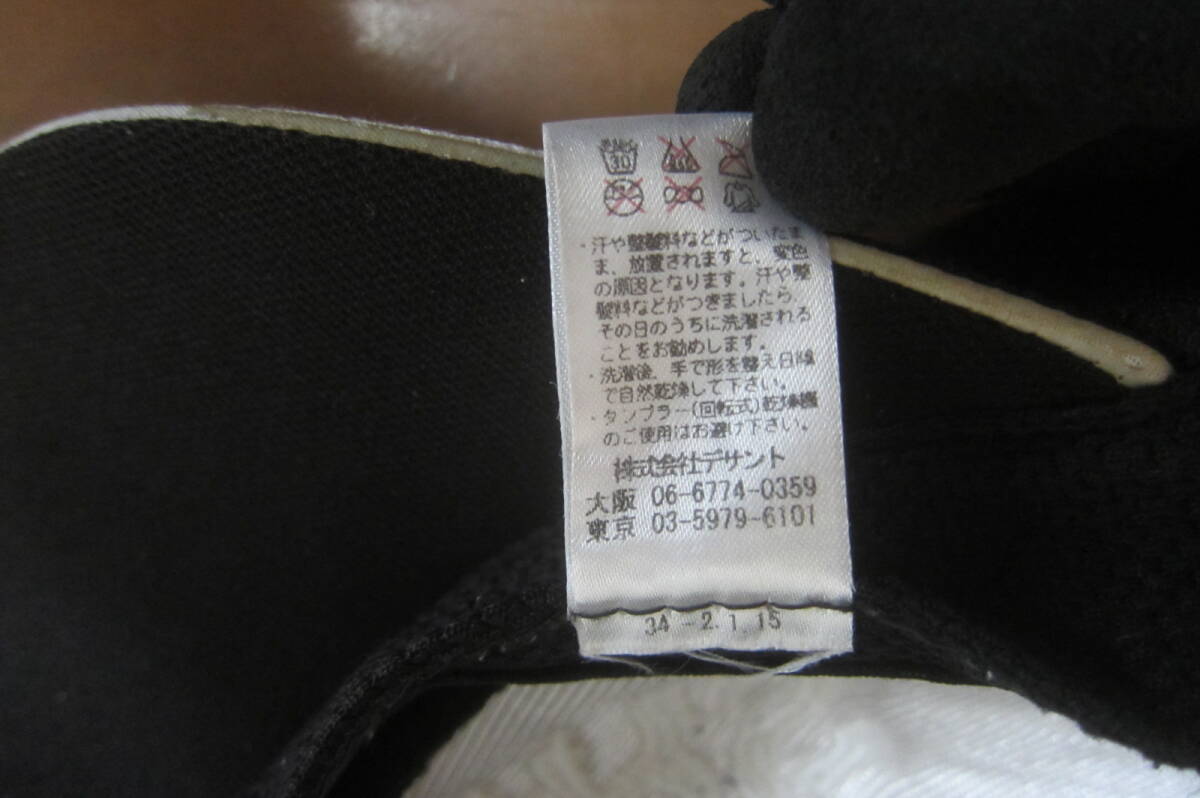 30
・汗や整髪料などがついたま
ま、放置されますと、変色
の原因となります。汗や整
髪料などがつきましたら、
その日のうちに洗濯される
ことをお勧めします。
・洗濯後、手で形を整え日陰
で自然乾燥して下さい。
・タンブラー(回転式)乾燥機
のご使用はお避け下さい。
株式会社デサント
大阪 06-6774-0359
東京 03-5979-6101
34-2.1.15